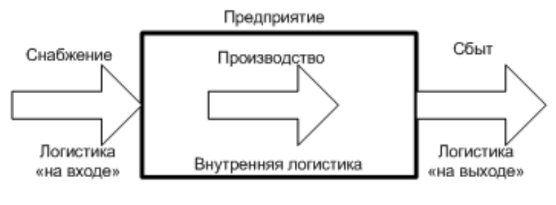 Предприятие
Снабжение
Производство
Сбыт
Логистика
«на входе»
Внутренняя логистика
Логистика
«на выходе»